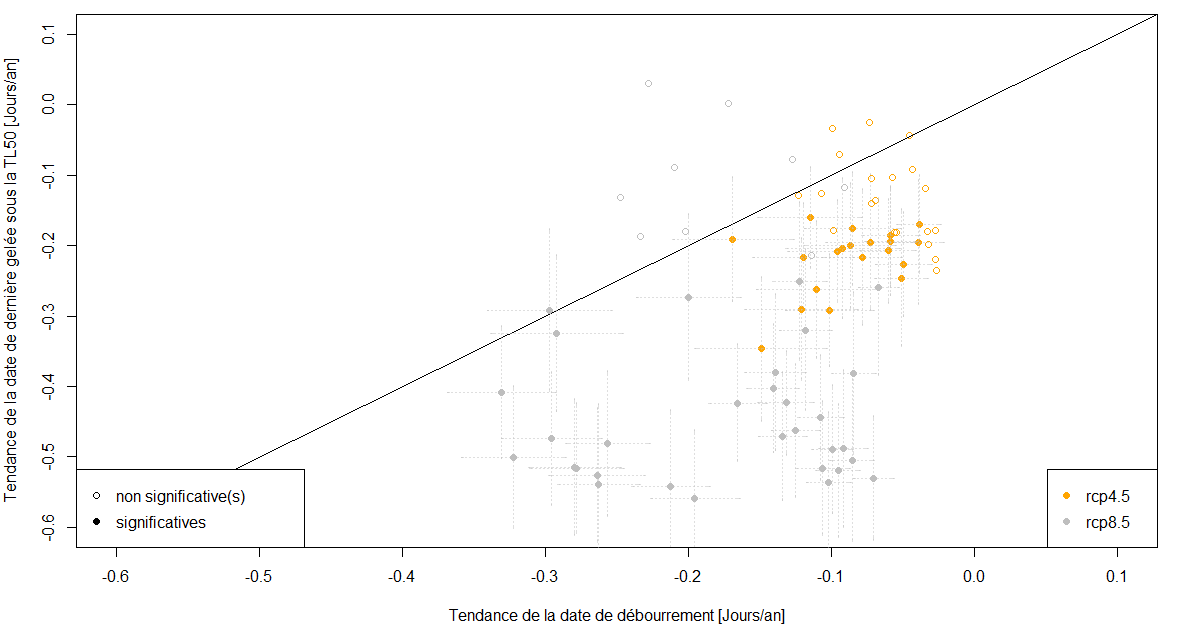 Tendance de la date de dernière gelée sous la TL50 [Jours/an]
0.1
0.0
-0.1
-0.2
-0.3
-0.4
-0.5
-0.6
non significative(s)
significatives
rcp4.5
rcp8.5
-0.6 -0.5 -0.4 -0.3 -0.2 -0.1 0.0 0.1
Tendance de la date de débourrement [Jours/an]